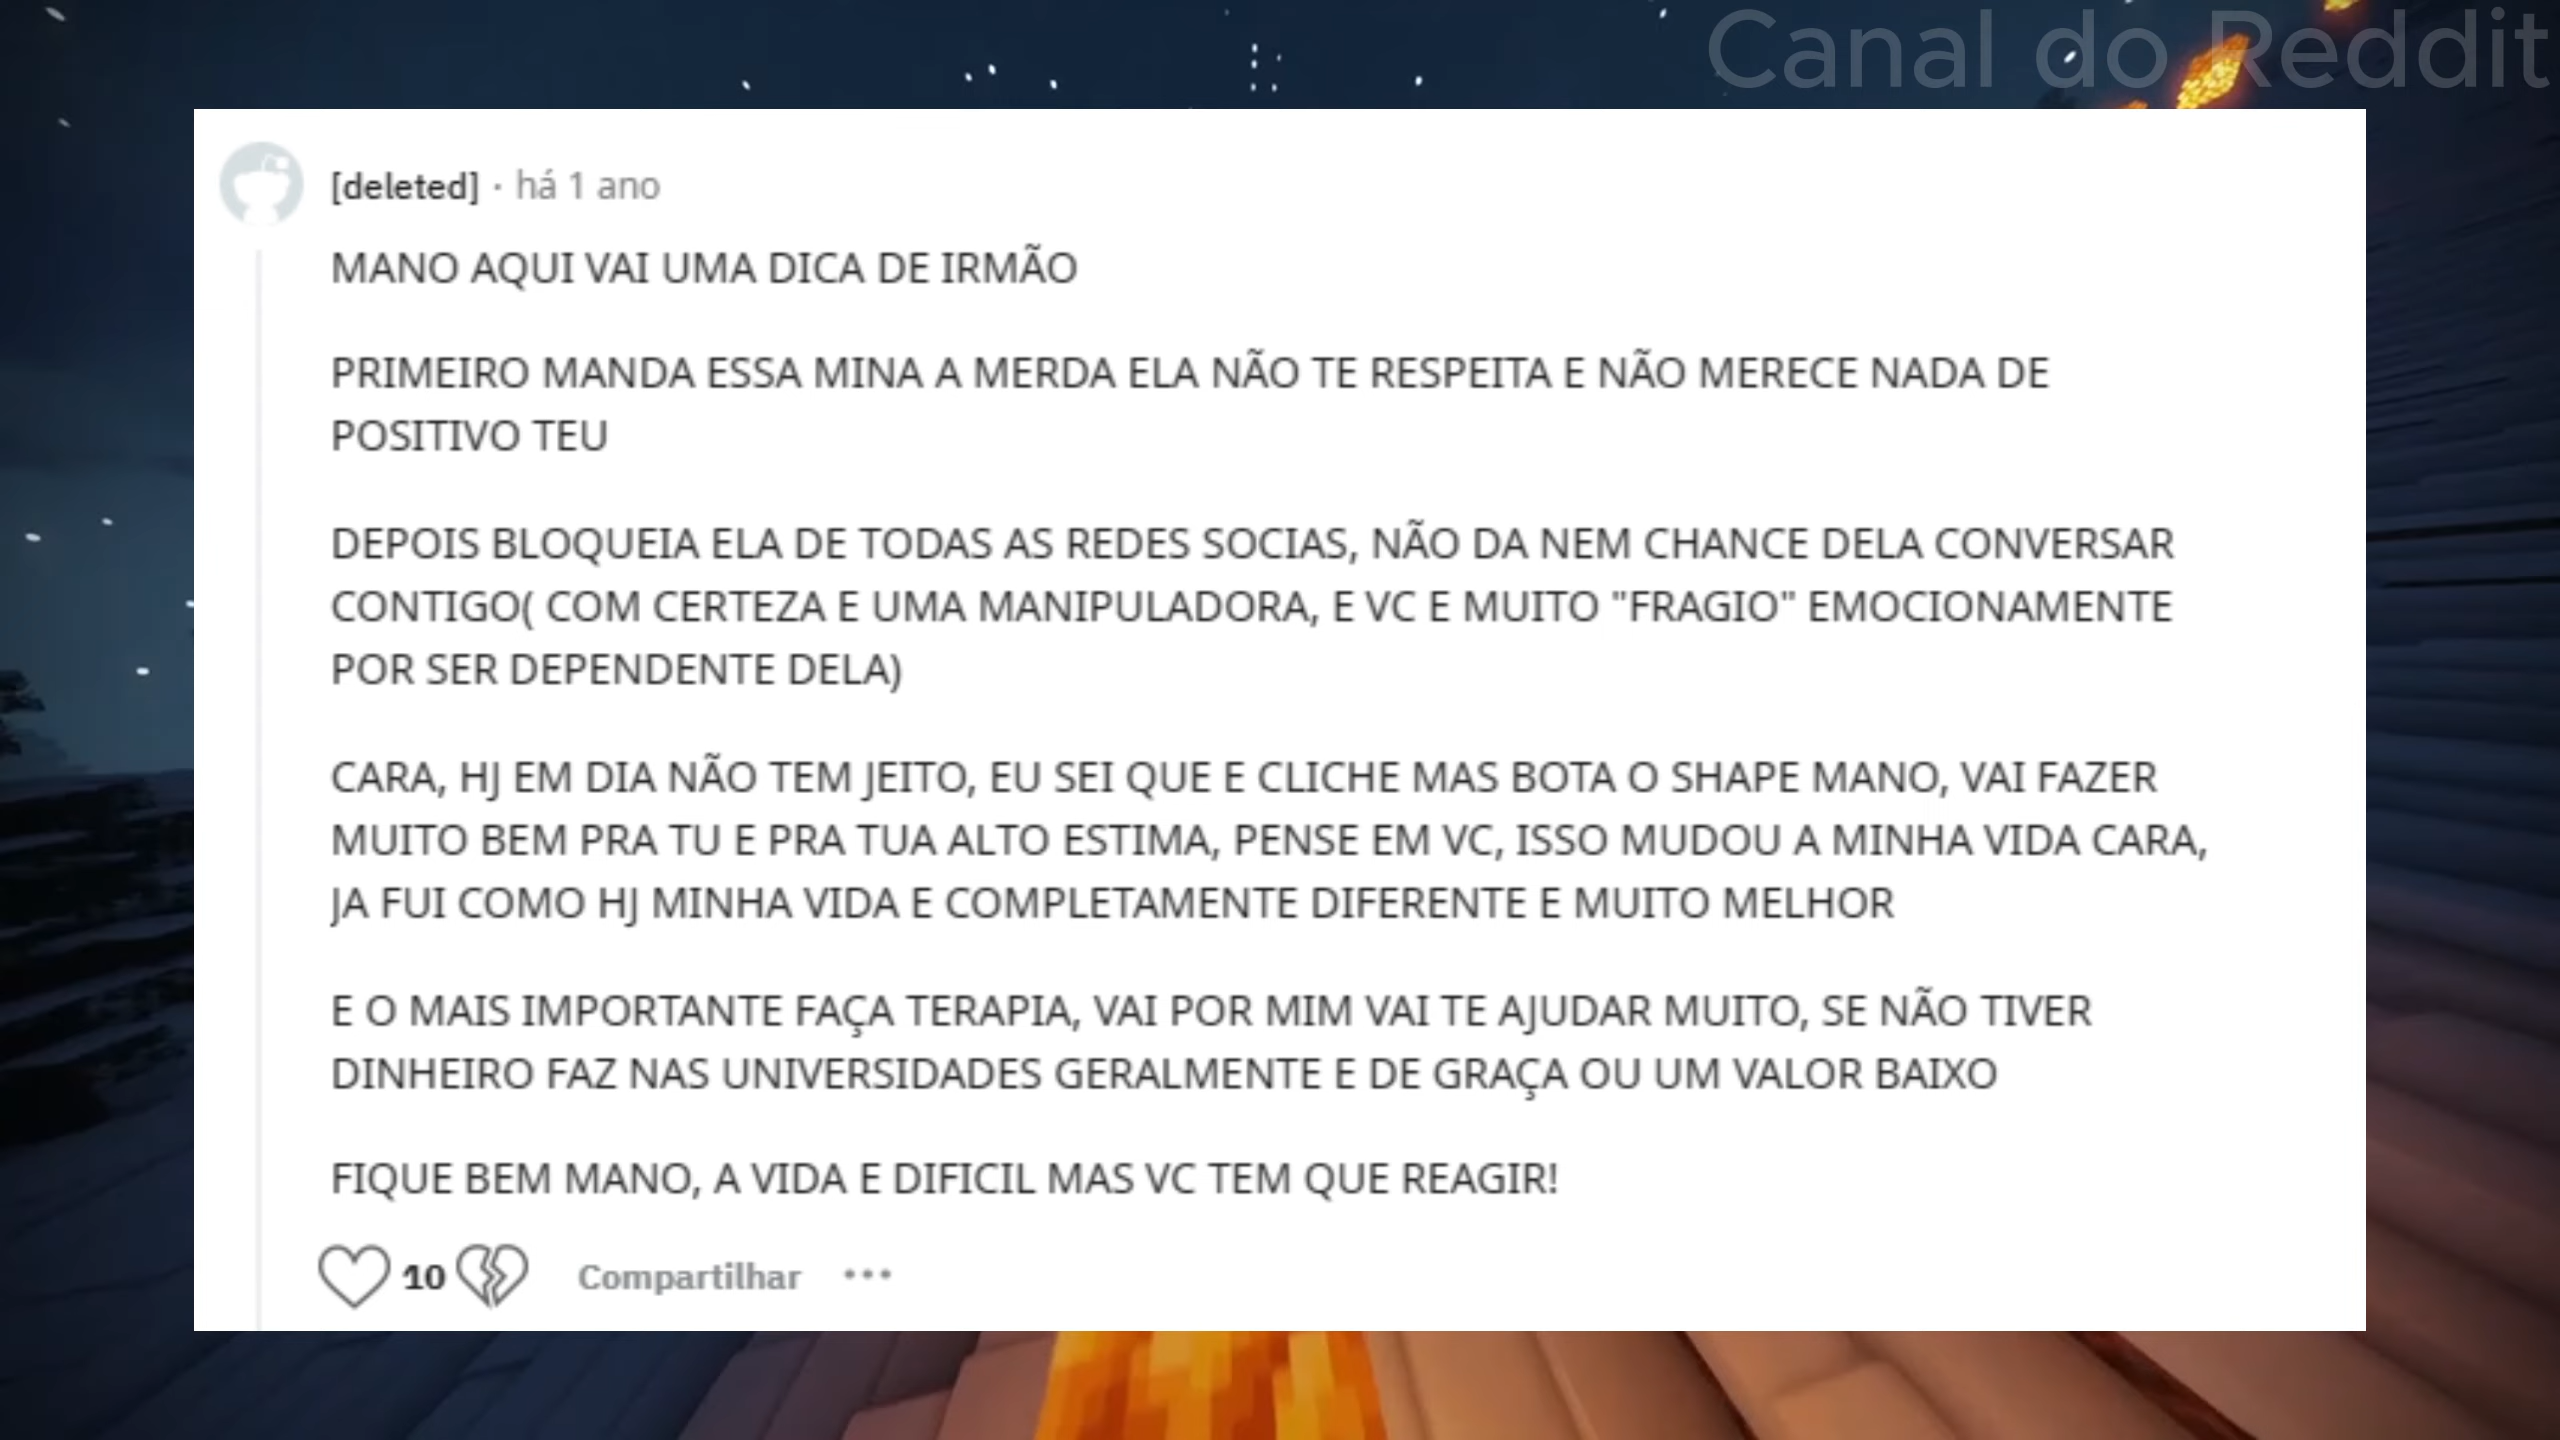 Canal do Reddit
[deleted] · há 1 ano
MANO AQUI VAI UMA DICA DE IRMÃO
PRIMEIRO MANDA ESSA MINA A MERDA ELA NÃO TE RESPEITA E NÃO MERECE NADA DE
POSITIVO TEU
DEPOIS BLOQUEIA ELA DE TODAS AS REDES SOCIAS, NÃO DA NEM CHANCE DELA CONVERSAR
CONTIGO( COM CERTEZA E UMA MANIPULADORA, E VC E MUITO "FRAGIO" EMOCIONAMENTE
POR SER DEPENDENTE DELA)
CARA, HJ EM DIA NÃO TEM JEITO, EU SEI QUE E CLICHE MAS BOTA O SHAPE MANO, VAI FAZER
MUITO BEM PRA TU E PRA TUA ALTO ESTIMA, PENSE EM VC, ISSO MUDOU A MINHA VIDA CARA,
JA FUI COMO HJ MINHA VIDA E COMPLETAMENTE DIFERENTE E MUITO MELHOR
E O MAIS IMPORTANTE FAÇA TERAPIA, VAI POR MIM VAI TE AJUDAR MUITO, SE NÃO TIVER
DINHEIRO FAZ NAS UNIVERSIDADES GERALMENTE E DE GRAÇA OU UM VALOR BAIXO
FIQUE BEM MANO, A VIDA E DIFICIL MAS VC TEM QUE REAGIR!
10 Compartilhar ...